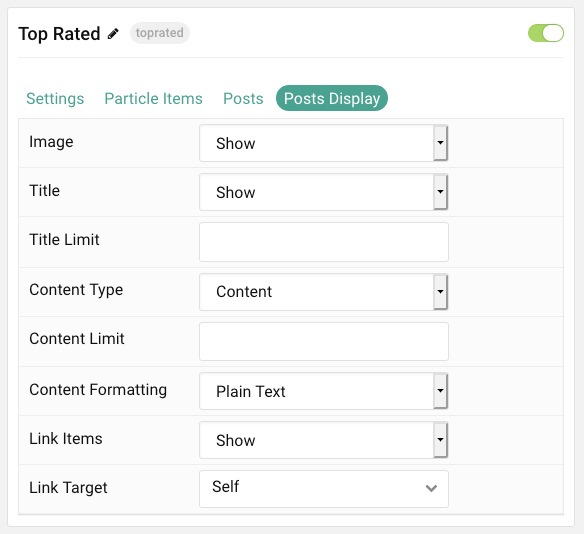 Top Rated toprated
Settings Particle Items Posts Posts Display
Image Show
Title Show
Title Limit
Content Type Content
Content Limit
Content Formatting Plain Text
Link Items Show
Link Target Self